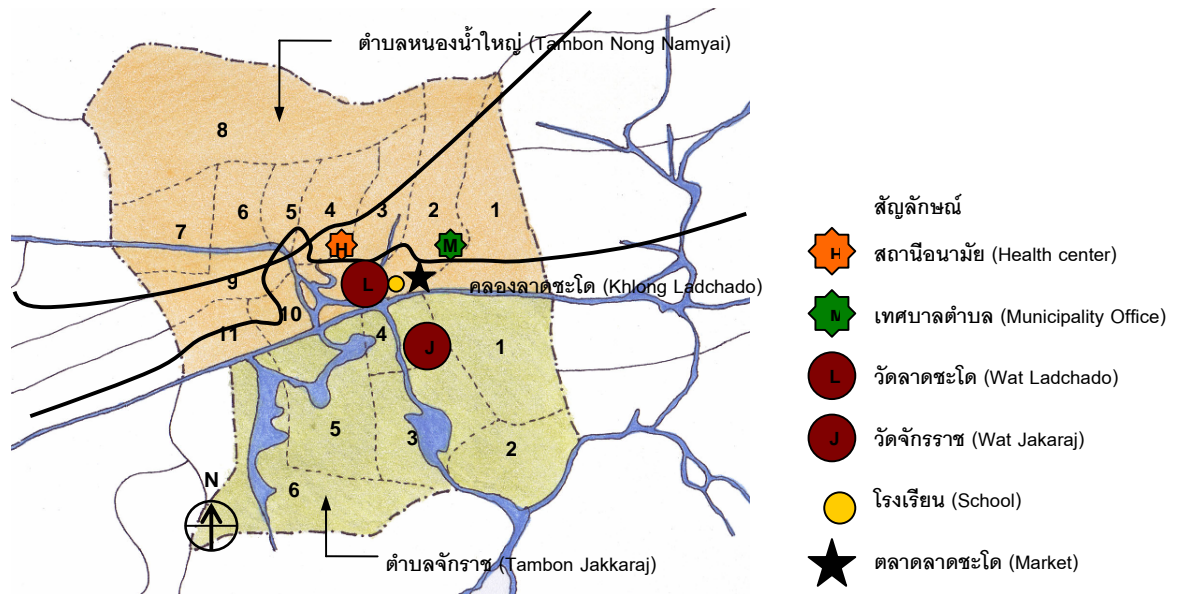 ตำบลหนองน้ำใหญ่ (Tambon Nong Namyai)
8
7
6
5
4
3
2
1
H
M
9
L
คลองลาดชะโด (Khlong Ladchado)
10
11
4
J
1
5
3
2
6
N
ตำบลจักราช (Tambon Jakkaraj)
สัญลักษณ์
H สถานีอนามัย (Health center)
M เทศบาลตำบล (Municipality Office)
L วัดลาดชะโด (Wat Ladchado)
J วัดจักรราช (Wat Jakaraj)
โรงเรียน (School)
ตลาดลาดชะโด (Market)